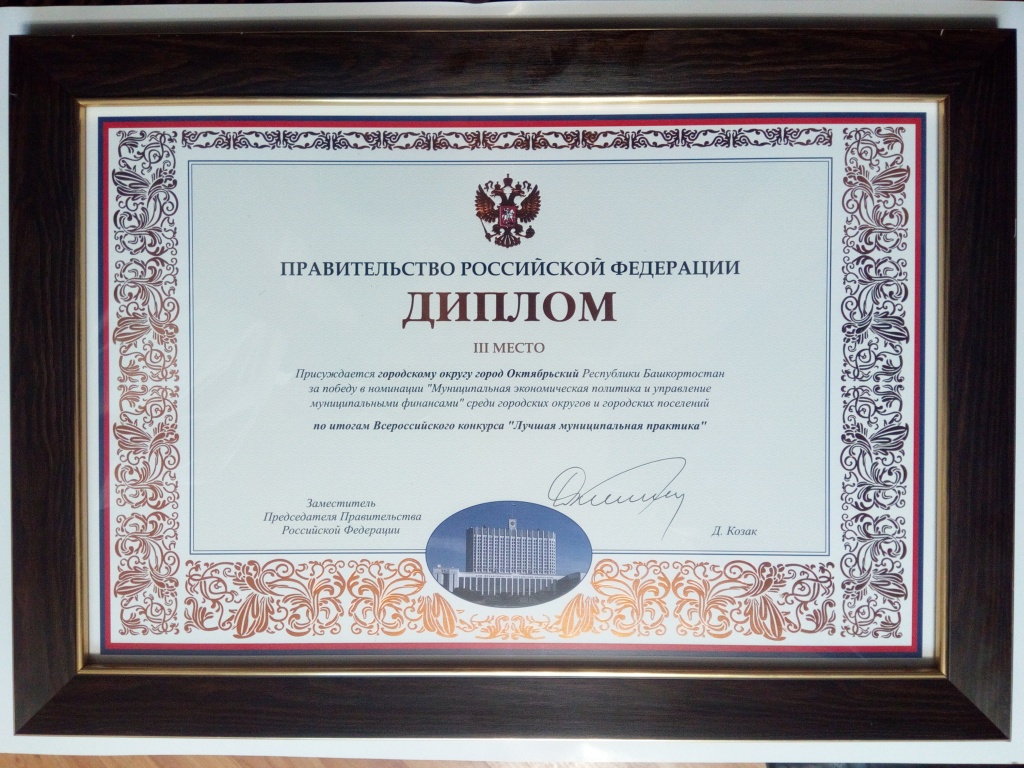 ПРАВИТЕЛЬСТВО РОССИЙСКОЙ ФЕДЕРАЦИИ
ДИПЛОМ
III МЕСТО
Присуждается городскому округу город Октябрьский Республики Башкортостан
за победу в номинации "Муниципальная экономическая политика и управление
муниципальными финансами" среди городских округов и городских поселений
по итогам Всероссийского конкурса "Лучшая муниципальная практика"
Заместитель
Председателя Правительства
Российской Федерации
Д. Козак